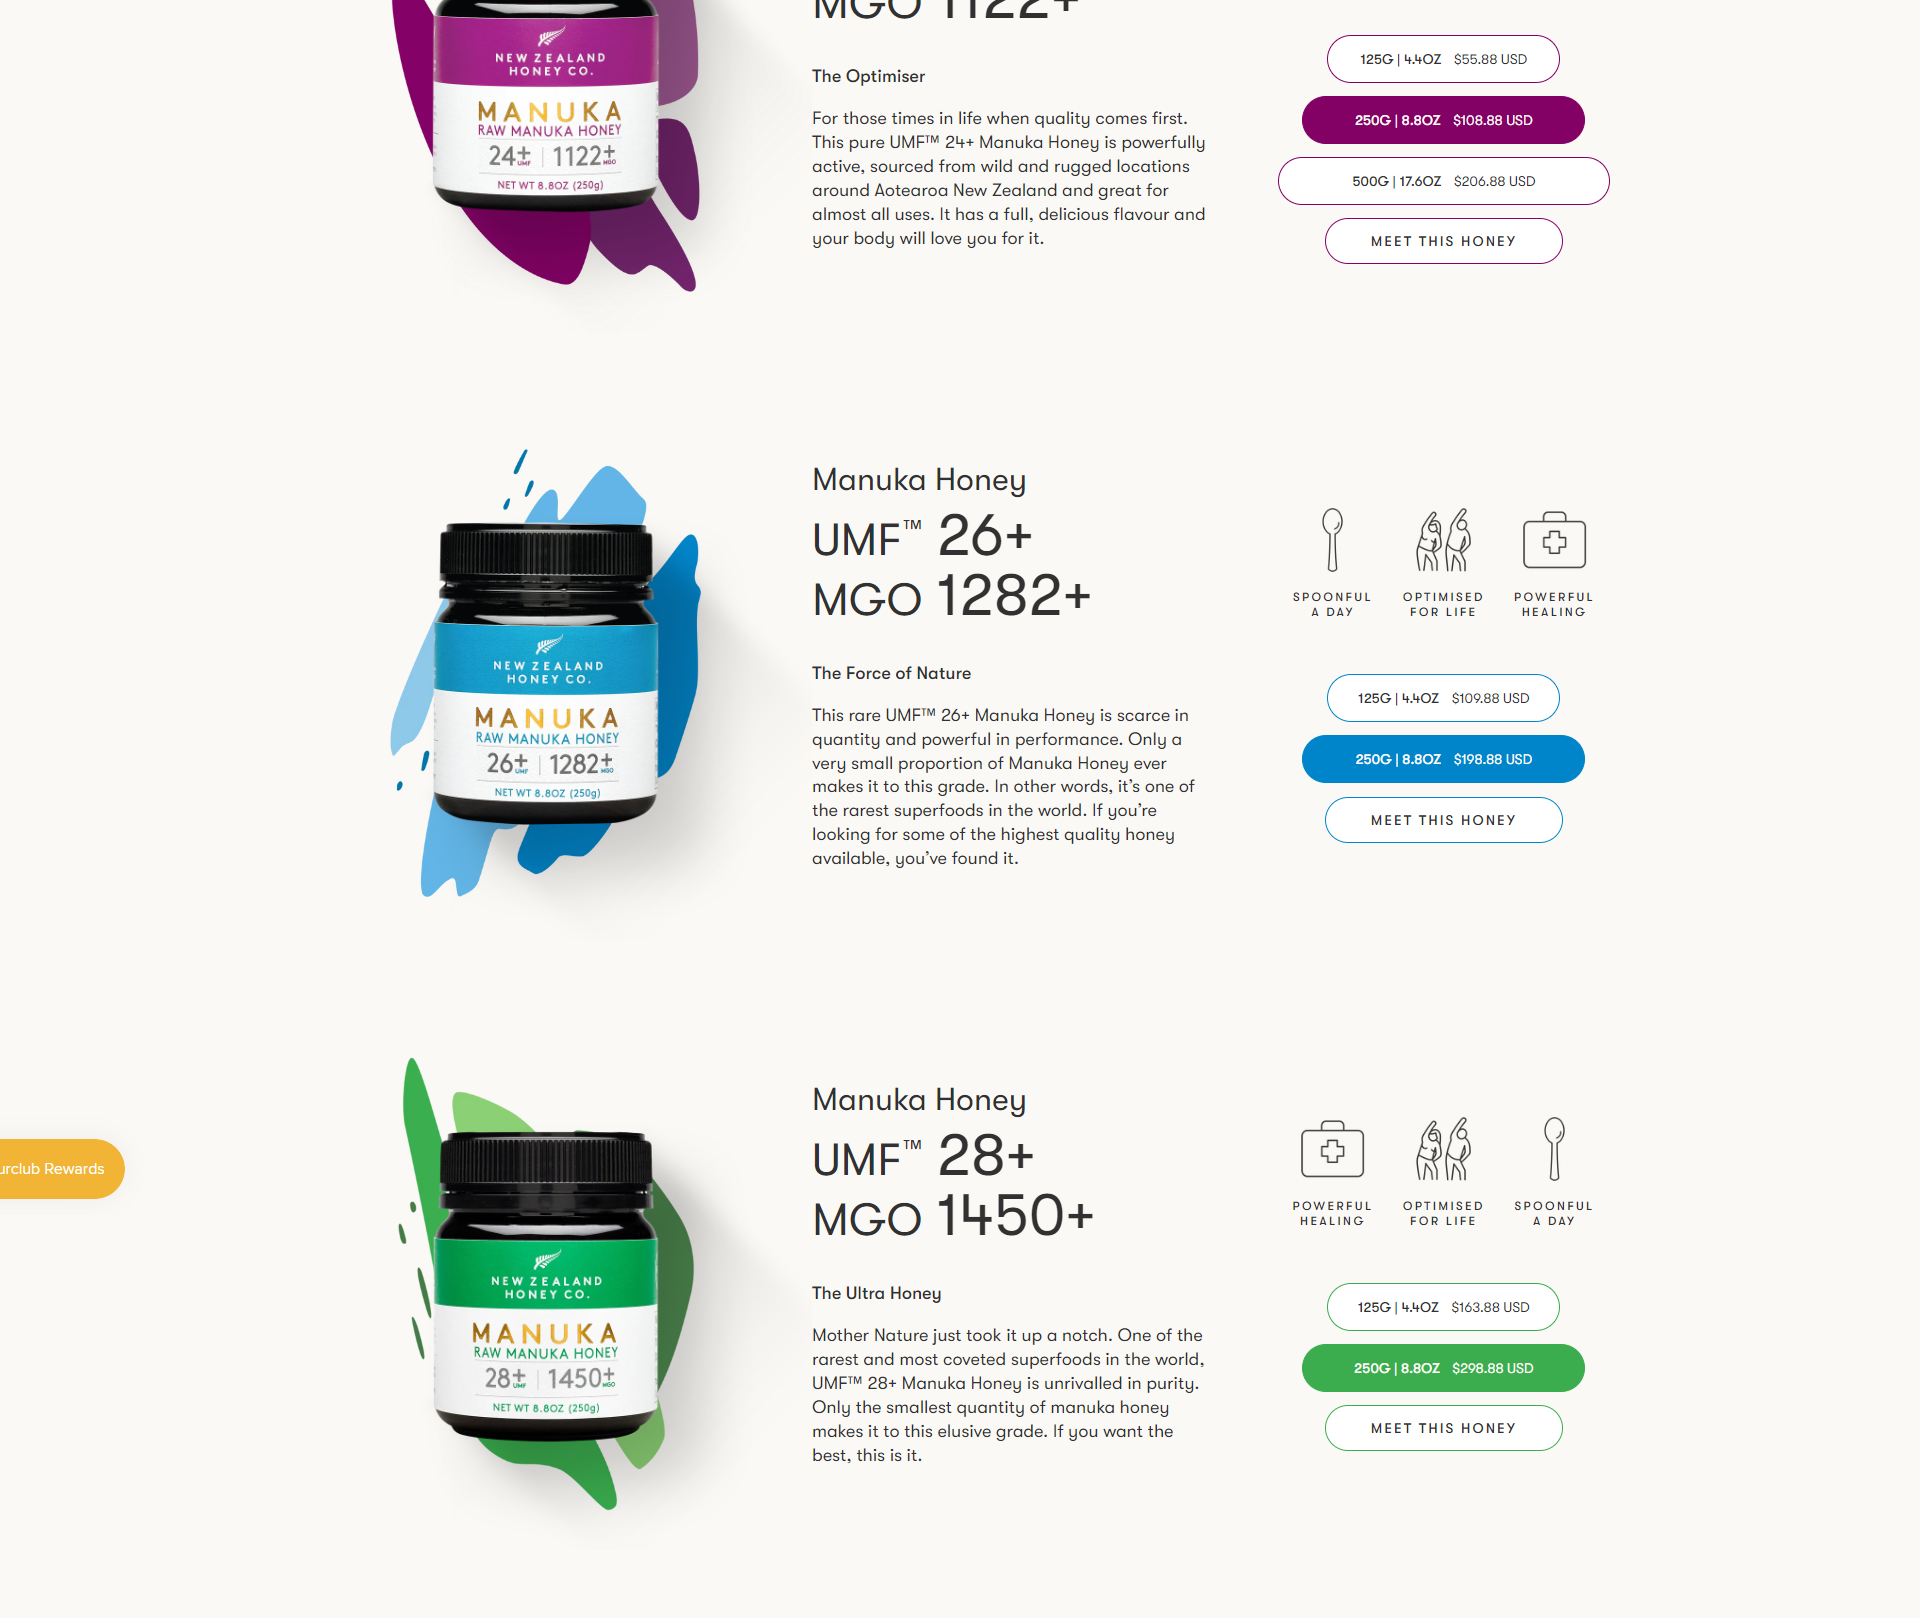 MGO 1122+
NEW ZEALAND
HONEY CO.
MANUKA
RAW MANUKA HONEY
24+ UMF | 1122+ MGO
NET WT 8.8OZ (250g)
The Optimiser
For those times in life when quality comes first.
This pure UMF™ 24+ Manuka Honey is powerfully
active, sourced from wild and rugged locations
around Aotearoa New Zealand and great for
almost all uses. It has a full, delicious flavour and
your body will love you for it.
125G | 4.4OZ $55.88 USD
250G | 8.8OZ $108.88 USD
500G | 17.6OZ $206.88 USD
MEET THIS HONEY
NEW ZEALAND
HONEY CO.
MANUKA
RAW MANUKA HONEY
26+ UMF | 1282+ MGO
NET WT 8.8OZ (250g)
Manuka Honey
UMF™ 26+
MGO 1282+
The Force of Nature
This rare UMF™ 26+ Manuka Honey is scarce in
quantity and powerful in performance. Only a
very small proportion of Manuka Honey ever
makes it to this grade. In other words, it’s one of
the rarest superfoods in the world. If you’re
looking for some of the highest quality honey
available, you’ve found it.
SPOONFUL
A DAY
OPTIMISED
FOR LIFE
POWERFUL
HEALING
125G | 4.4OZ $109.88 USD
250G | 8.8OZ $198.88 USD
MEET THIS HONEY
urclub Rewards
NEW ZEALAND
HONEY CO.
MANUKA
RAW MANUKA HONEY
28+ UMF | 1450+ MGO
NET WT 8.8OZ (250g)
Manuka Honey
UMF™ 28+
MGO 1450+
The Ultra Honey
Mother Nature just took it up a notch. One of the
rarest and most coveted superfoods in the world,
UMF™ 28+ Manuka Honey is unrivalled in purity.
Only the smallest quantity of manuka honey
makes it to this elusive grade. If you want the
best, this is it.
POWERFUL
HEALING
OPTIMISED
FOR LIFE
SPOONFUL
A DAY
125G | 4.4OZ $163.88 USD
250G | 8.8OZ $298.88 USD
MEET THIS HONEY